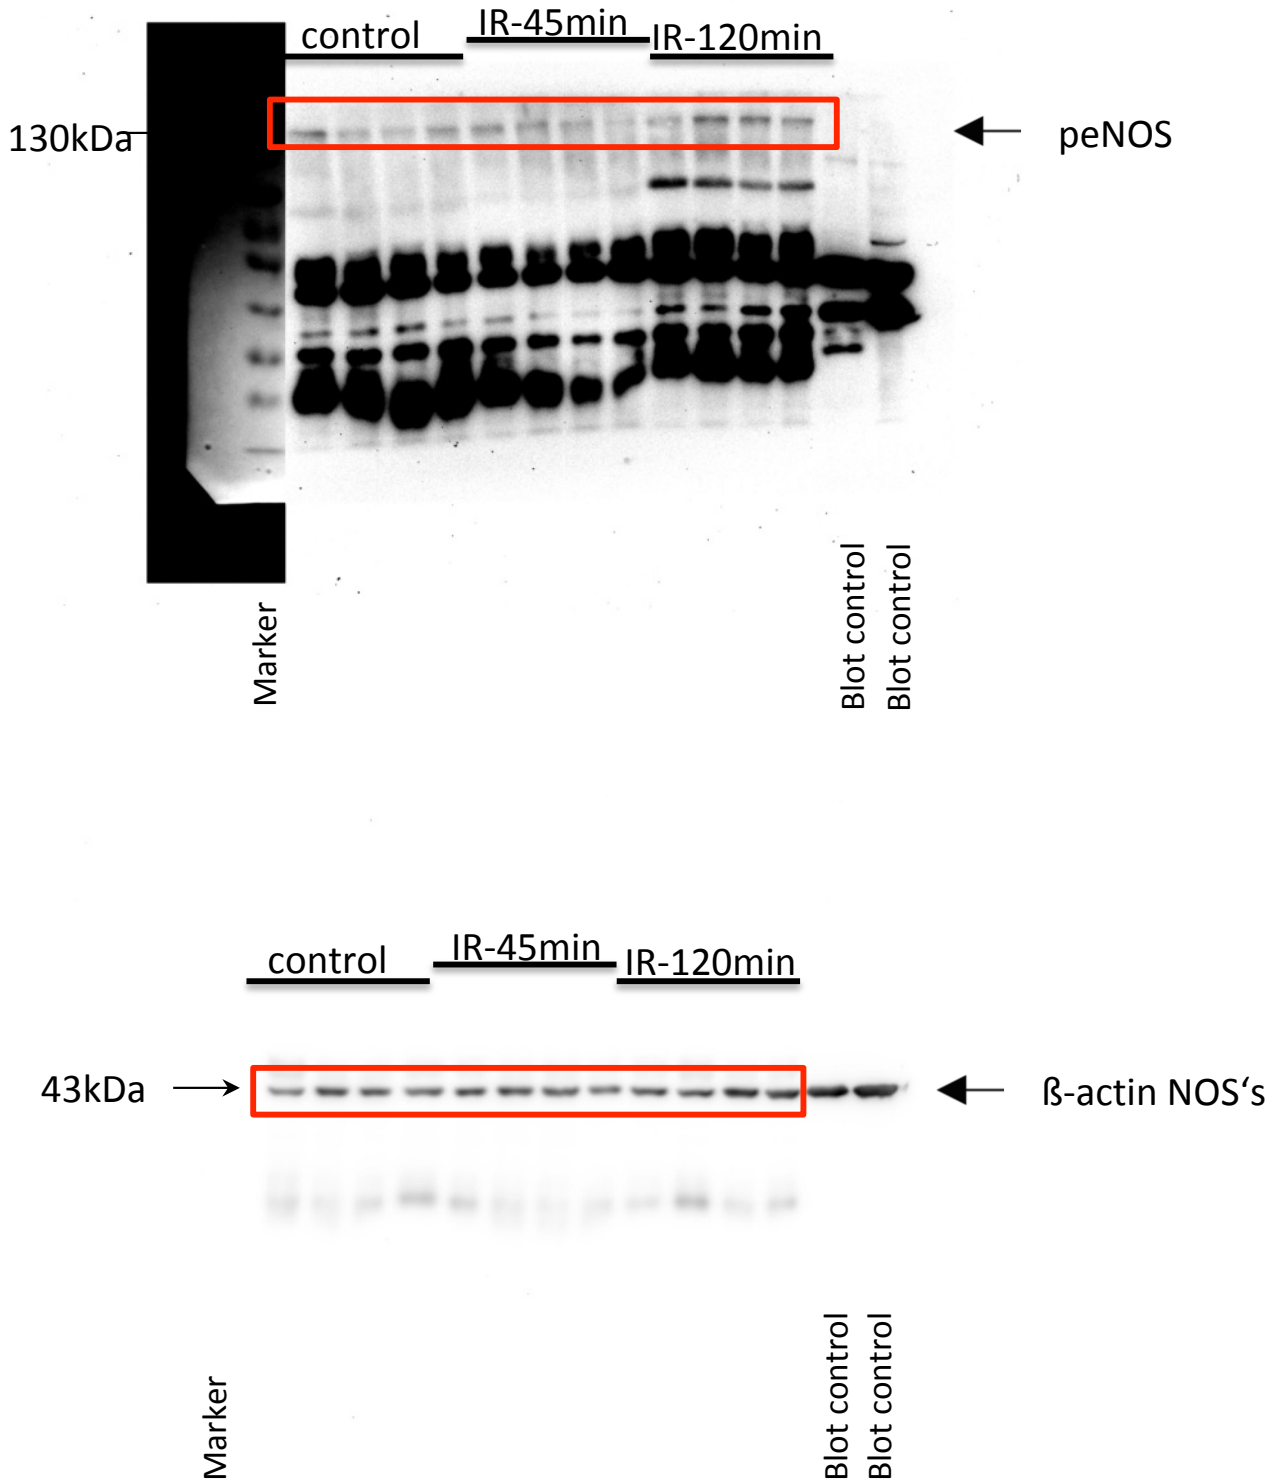 control
IR-45min
IR-120min
130kDa
peNOS
Marker
Blot control
Blot control
control
IR-45min
IR-120min
43kDa
ß-actin NOS‘s
Marker
Blot control
Blot control